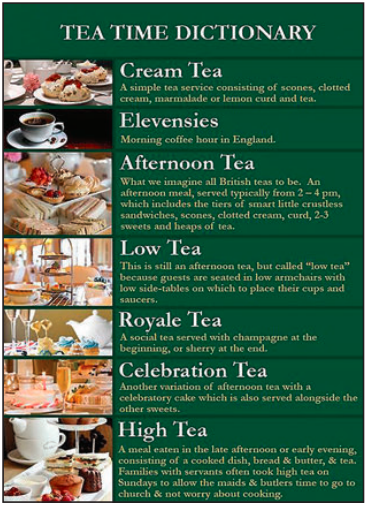 TEA TIME DICTIONARY
Cream Tea
A simple tea service consisting of scones, clotted
cream, marmalade or lemon curd and tea.
Elevensies
Morning coffee hour in England.
Afternoon Tea
What we imagine all British teas to be. An
afternoon meal, served typically from 2 – 4 pm,
which includes the tiers of smart little crustless
sandwiches, scones, clotted cream, curd, 2-3
sweets and heaps of tea.
Low Tea
This is still an afternoon tea, but called “low tea”
because guests are seated in low armchairs with
low side-tables on which to place their cups and
saucers.
Royale Tea
A social tea served with champagne at the
beginning, or sherry at the end.
Celebration Tea
Another variation of afternoon tea with a
celebratory cake which is also served alongside the
other sweets.
High Tea
A meal eaten in the late afternoon or early evening,
consisting of a cooked dish, bread & butter, & tea.
Families with servants often took high tea on
Sundays to allow the maids & butlers time to go to
church & not worry about cooking.